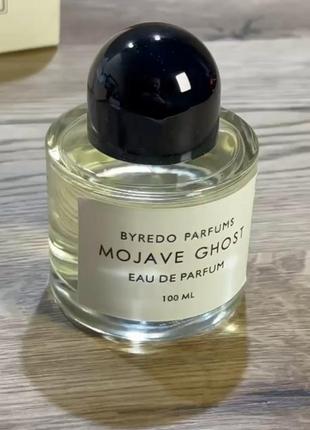 BYREDO PARFUMS
MOJAVE GHOST
EAU DE PARFUM
100 ML